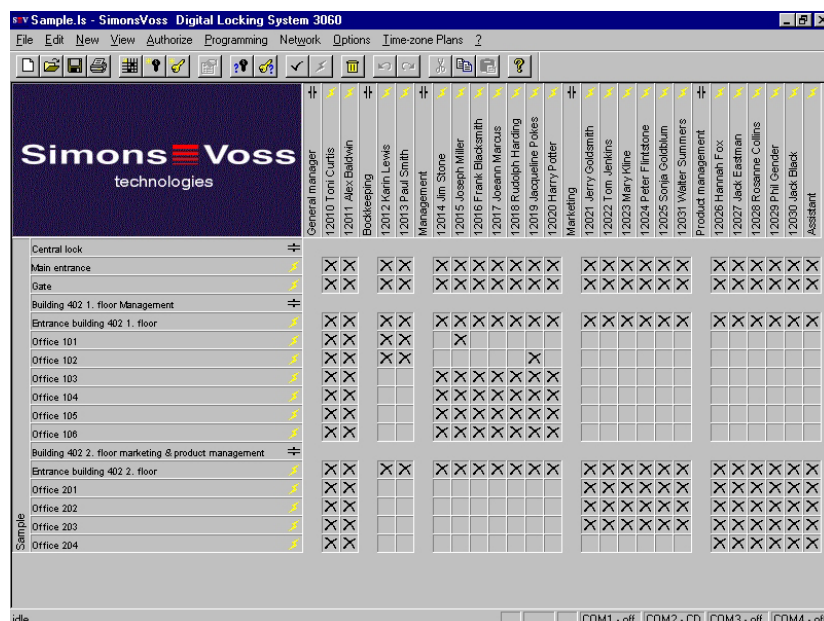 Sample.ls - SimonsVoss Digital Locking System 3060
File Edit New View Authorize Programming Network Options Time-zone Plans ?
Simons Voss
technologies
General manager
12010 Toni Curtis
12011 Alex Baldwin
Bockkeeping
12012 Karin Lewis
12013 Paul Smith
Management
12014 Jim Stone
12015 Joseph Miller
12016 Frank Blacksmith
12017 Joeann Marcus
12018 Rudolph Harding
12019 Jacqueline Pokes
12020 Harry Potter
Marketing
12021 Jerry Goldsmith
12022 Tom Jenkins
12023 Mary Kline
12024 Peter Flintstone
12025 Sonja Goldblum
12031 Walter Summers
Product management
12026 Hannah Fox
12027 Jack Eastman
12028 Rosanne Collins
12029 Phil Gender
12030 Jack Black
Assistant
Sample
Central lock
Main entrance
Gate
Building 402 1. floor Management
Entrance building 402 1. floor
Office 101
Office 102
Office 103
Office 104
Office 105
Office 106
Building 402 2. floor marketing & product management
Entrance building 402 2. floor
Office 201
Office 202
Office 203
Office 204
idle
COM1 - off COM2 - CD COM3 - off COM4 - off